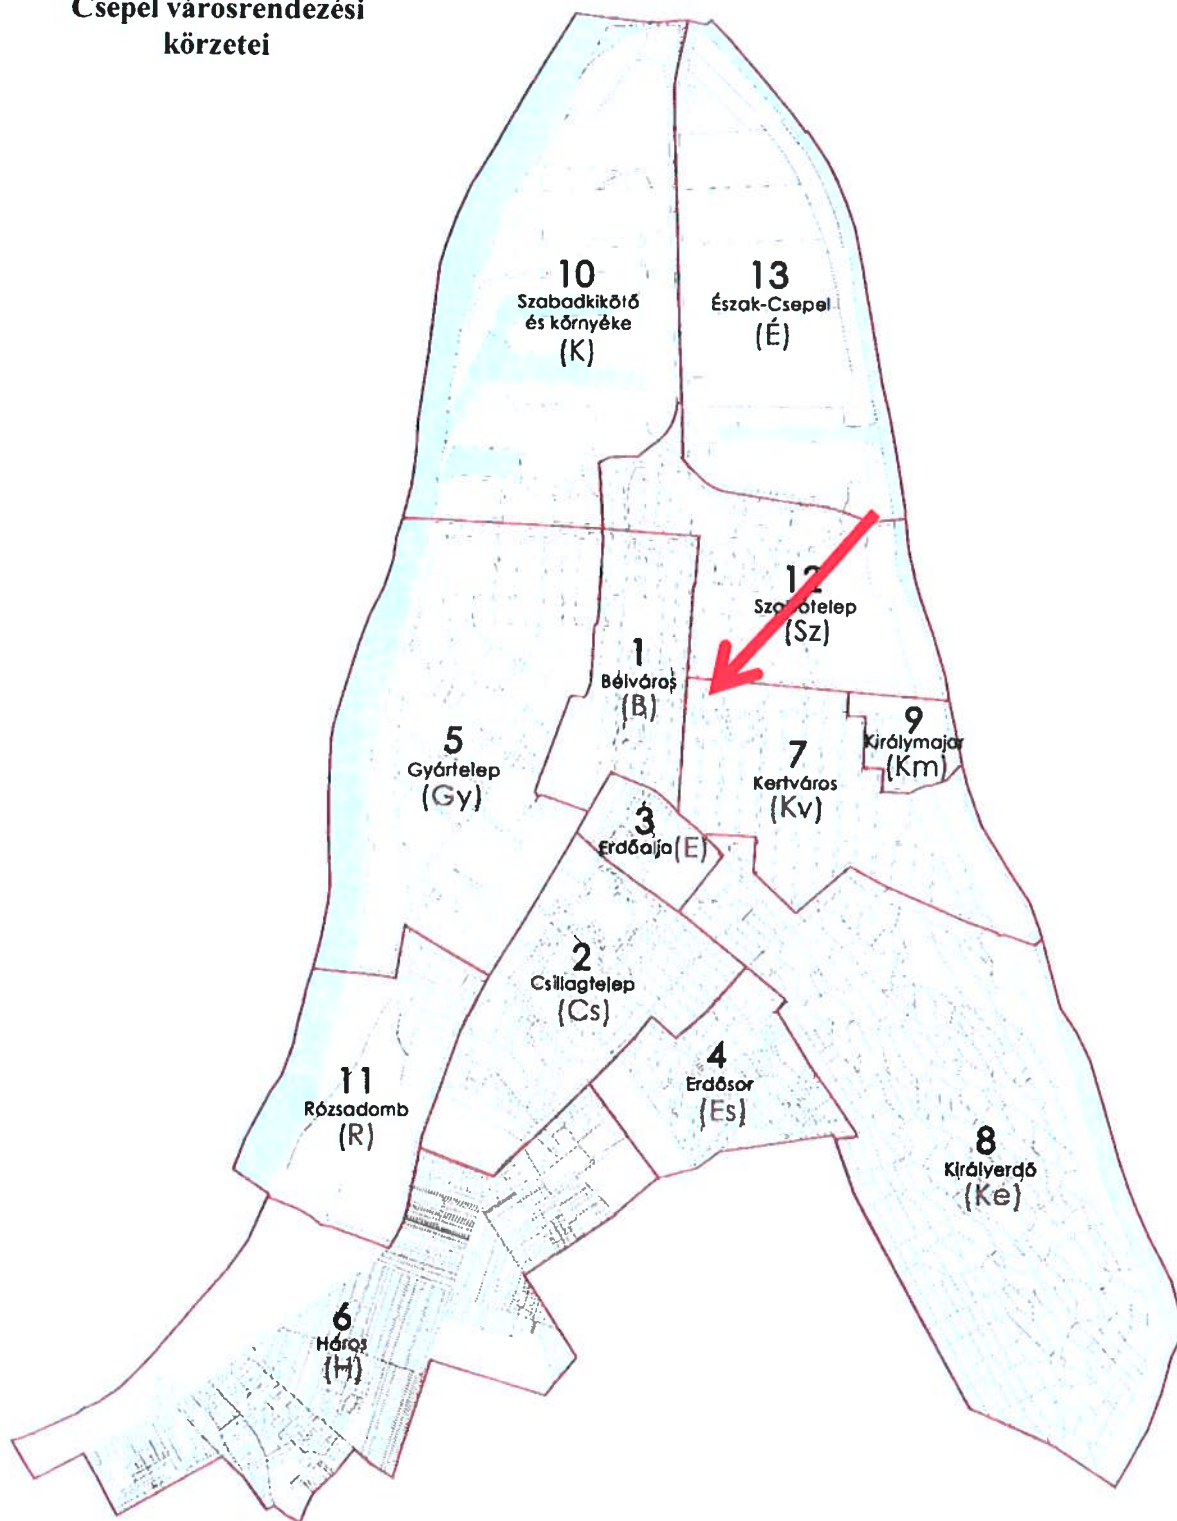 Csepel városrendezési
körzetei
10
Szabadkikötő
és környéke
(K)
13
Észak-Csepel
(É)
12
(Sz)
1
Belváros
(B)
9
Királymajor
(Km)
5
Gyártelep
(Gy)
7
Kertváros
(Kv)
3
Erdőalja(E)
2
Csillagtelep
(Cs)
4
Erdősor
(Es)
11
Rózsadomb
(R)
8
Királyerdő
(Ke)
6
Háros
(H)